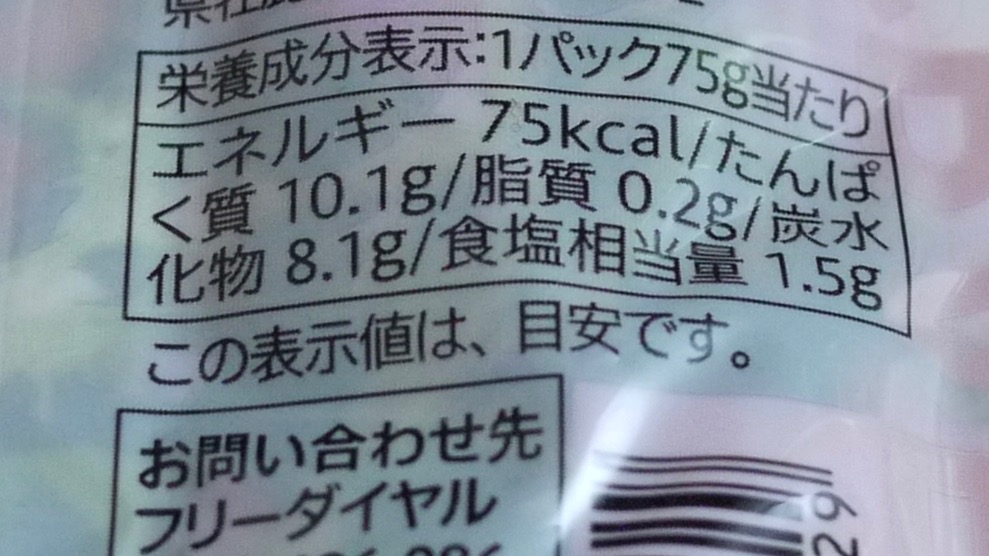 栄養成分表示:1パック75g当たり
エネルギー 75kcal/たんぱ
く質 10.1g/脂質 0.2g/炭水
化物 8.1g/食塩相当量 1.5g
この表示値は、目安です。
お問い合わせ先
フリーダイヤル
29